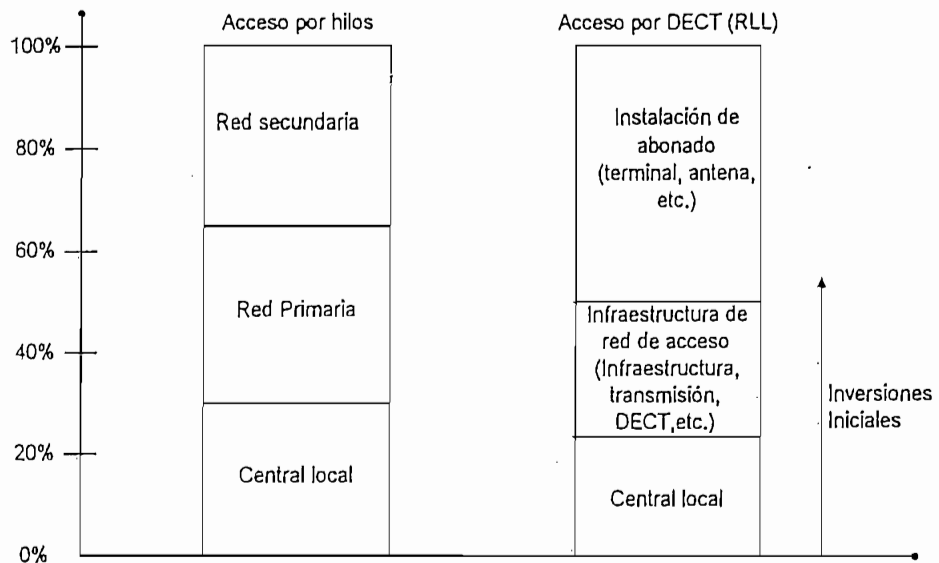 Acceso por hilos
Acceso por DECT (RLL)
100%
80%
60%
40%
20%
0%
Red secundaria
Red Primaria
Central local
Instalación de
abonado
(terminal, antena,
etc.)
Infraestructura de
red de acceso
(Infraestructura,
transmisión,
DECT,etc.)
Central local
Inversiones
Iniciales